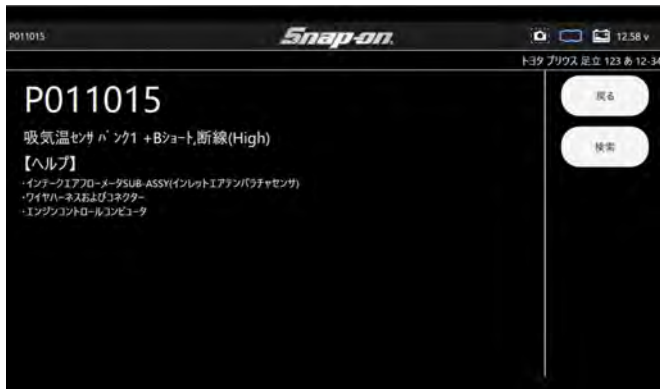 P011015
Snap-on
12.58 v
トヨタ プリウス 足立 123 あ 12-34
P011015
戻る
吸気温センサ バンク1 +Bショート,断線(High)
検索
【ヘルプ】
・インテークエアフローメータSUB-ASSY(インレットエアテンパラチャセンサ)
・ワイヤハーネスおよびコネクター
・エンジンコントロールコンピュータ